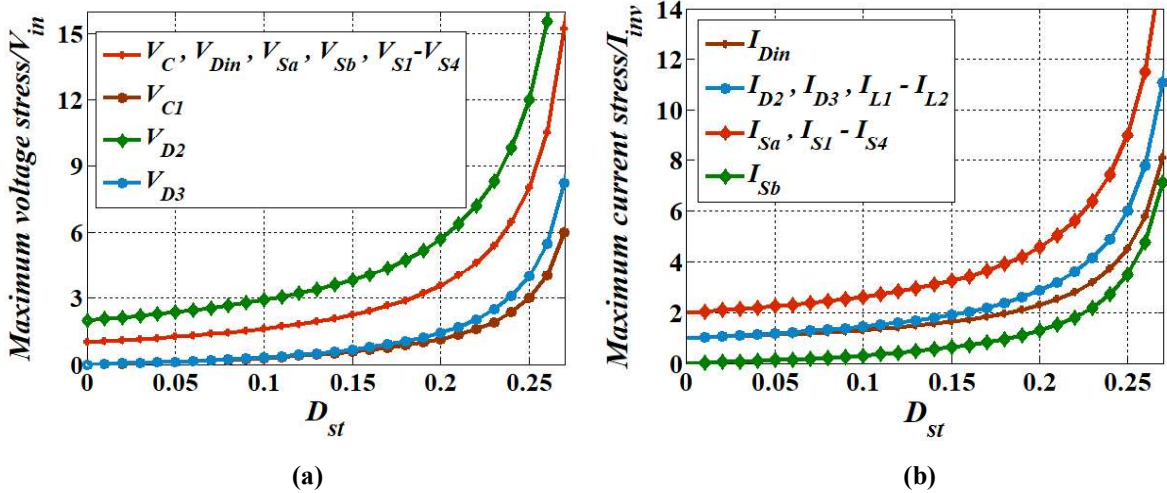 Maximum voltage stress/V_in
15
12
9
6
3
0
V_C , V_Din , V_Sa , V_Sb , V_S1-V_S4
V_C1
V_D2
V_D3
0 0.05 0.1 0.15 0.2 0.25
D_st
(a)
Maximum current stress/I_inv
14
12
10
8
6
4
2
0
I_Din
I_D2 , I_D3 , I_L1 - I_L2
I_Sa , I_S1 - I_S4
I_Sb
0 0.05 0.1 0.15 0.2 0.25
D_st
(b)